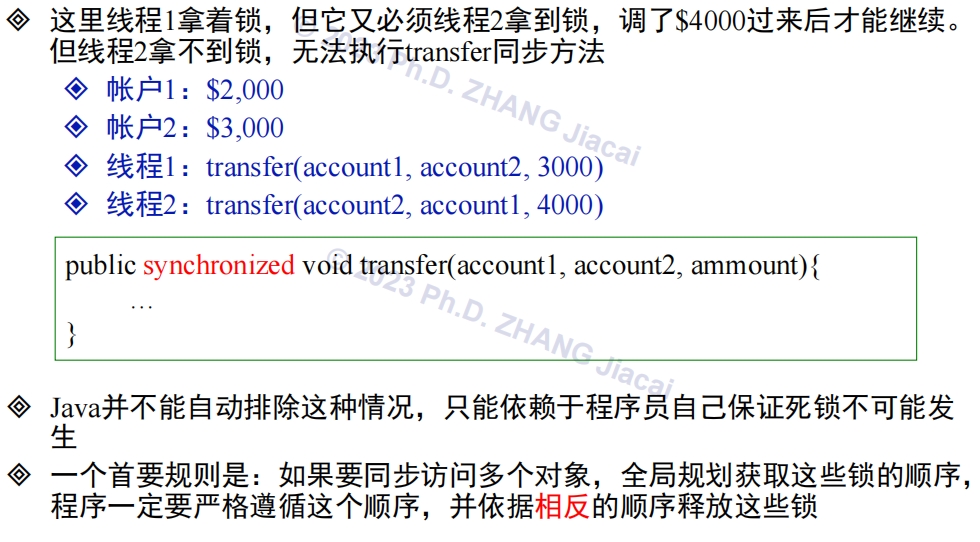 这里线程1拿着锁，但它又必须线程2拿到锁，调了$4000过来后才能继续。
但线程2拿不到锁，无法执行transfer同步方法
帐户1：$2,000
帐户2：$3,000
线程1：transfer(account1, account2, 3000)
线程2：transfer(account2, account1, 4000)
public synchronized void transfer(account1, account2, ammount){
…
}
Java并不能自动排除这种情况，只能依赖于程序员自己保证死锁不可能发
生
一个首要规则是：如果要同步访问多个对象，全局规划获取这些锁的顺序，
程序一定要严格遵循这个顺序，并依据相反的顺序释放这些锁
© 2023 Ph.D. ZHANG Jiacai
© 2023 Ph.D. ZHANG Jiacai